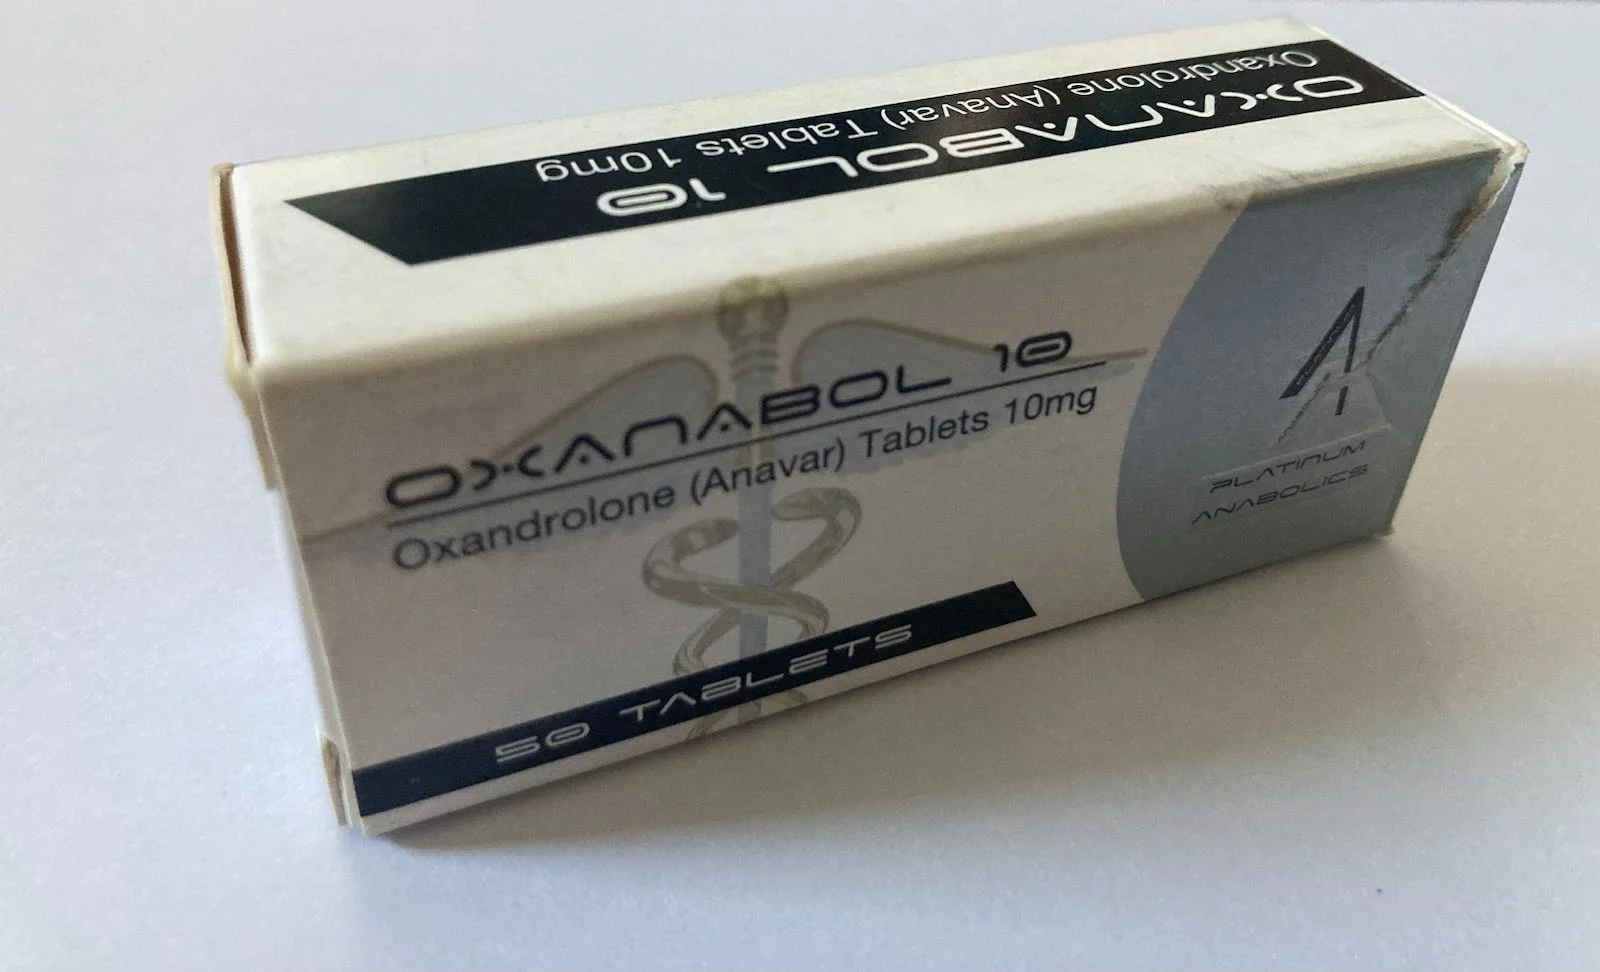 OXANABOL 10
Oxandrolone (Anavar) Tablets 10mg
OXANABOL 10
Oxandrolone (Anavar) Tablets 10mg
50 TABLETS
PLATINUM
ANABOLICS